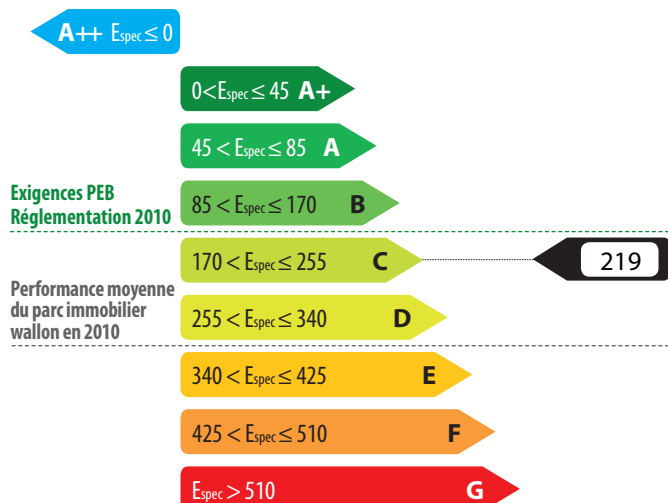 A++ Espec ≤ 0
0<Espec ≤ 45 A+
45 < Espec ≤ 85 A
Exigences PEB
Réglementation 2010
85 < Espec ≤ 170 B
170 < Espec ≤ 255 C
219
Performance moyenne
du parc immobilier
wallon en 2010
255 < Espec ≤ 340 D
340 < Espec ≤ 425 E
425 < Espec ≤ 510 F
Espec > 510 G